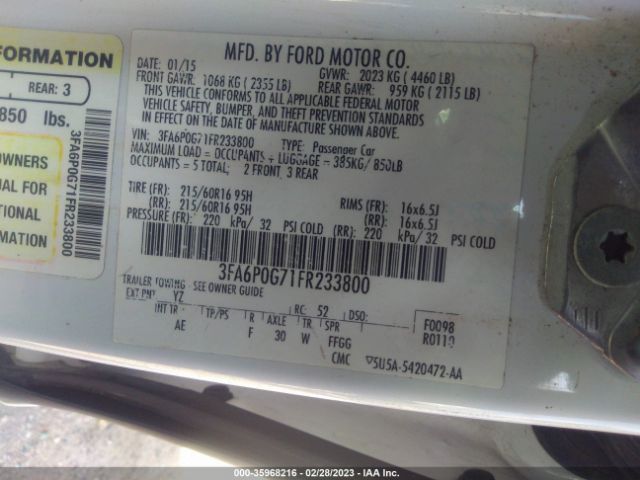 FORMATION
REAR: 3
850 lbs.
OWNERS
UAL FOR
TIONAL
RMATION
3FA6P0G71FR233800
MFD. BY FORD MOTOR CO.
DATE: 01/15 GVWR: 2023 KG ( 4460 LB)
FRONT GAWR: 1068 KG ( 2355 LB) REAR GAWR: 959 KG ( 2115 LB)
THIS VEHICLE CONFORMS TO ALL APPLICABLE FEDERAL MOTOR
VEHICLE SAFETY, BUMPER, AND THEFT PREVENTION STANDARDS
IN EFFECT ON THE DATE OF MANUFACTURE SHOWN ABOVE.
VIN: 3FA6P0G71FR233800 TYPE: Passenger Car
MAXIMUM LOAD = OCCUPANTS + LUGGAGE = 385KG/ 850LB
OCCUPANTS = 5 TOTAL: 2 FRONT, 3 REAR
TIRE (FR): 215/60R16 95H RIMS (FR): 16x6.5J
(RR): 215/60R16 95H (RR): 16x6.5J
PRESSURE (FR): 220 kPa/ 32 PSI COLD (RR): 220 kPa/ 32 PSI COLD
3FA6P0G71FR233800
TRAILER TOWING - SEE OWNER GUIDE
EXT PNT: YZ RC: 52 DSO:
INT TR TP/PS R AXLE TR SPR F0098
AE F 30 W FFGG R0110
CMC 5U5A-5420472-AA
000-35968216 - 02/28/2023 - IAA Inc.